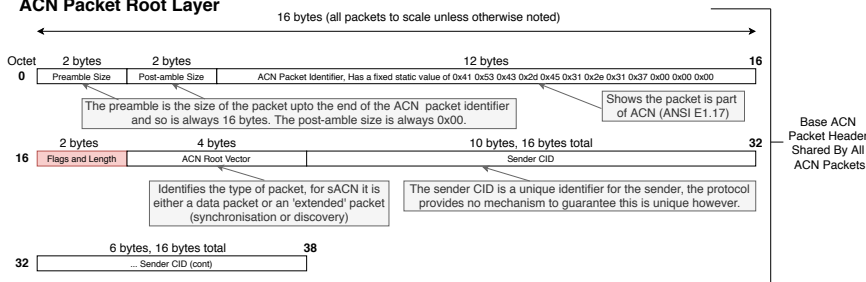 ACN Packet Root Layer
16 bytes (all packets to scale unless otherwise noted)
Octet 2 bytes 2 bytes 12 bytes 16
0 Preamble Size Post-amble Size ACN Packet Identifier, Has a fixed static value of 0x41 0x53 0x43 0x2d 0x45 0x31 0x2e 0x31 0x37 0x00 0x00 0x00
The preamble is the size of the packet upto the end of the ACN packet identifier
and so is always 16 bytes. The post-amble size is always 0x00.
Shows the packet is part
of ACN (ANSI E1.17)
Base ACN
Packet Header
Shared By All
ACN Packets
2 bytes 4 bytes 10 bytes, 16 bytes total 32
16 Flags and Length ACN Root Vector Sender CID
Identifies the type of packet, for sACN it is
either a data packet or an 'extended' packet
(synchronisation or discovery)
The sender CID is a unique identifier for the sender, the protocol
provides no mechanism to guarantee this is unique however.
6 bytes, 16 bytes total 38
32 ... Sender CID (cont)